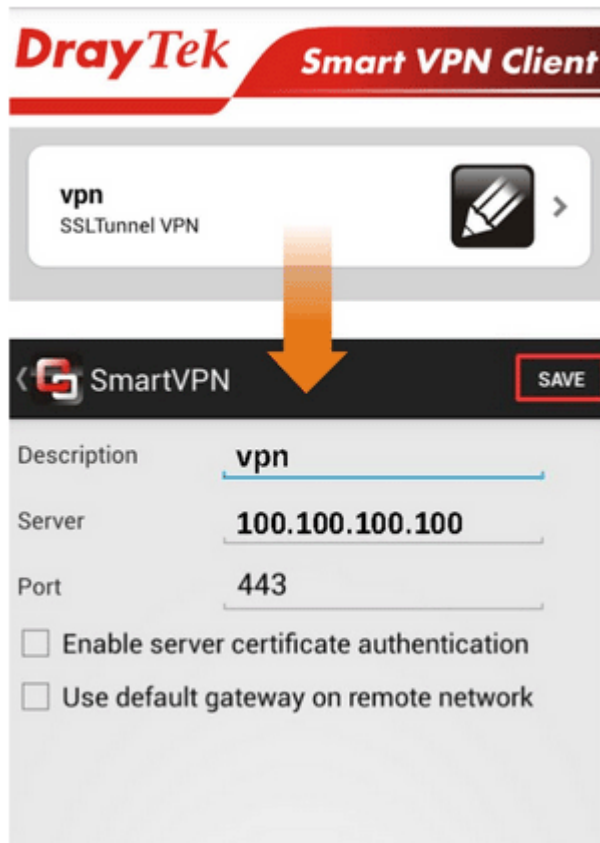 DrayTek Smart VPN Client
vpn
SSLTunnel VPN
SmartVPN SAVE
Description vpn
Server 100.100.100.100
Port 443
Enable server certificate authentication
Use default gateway on remote network